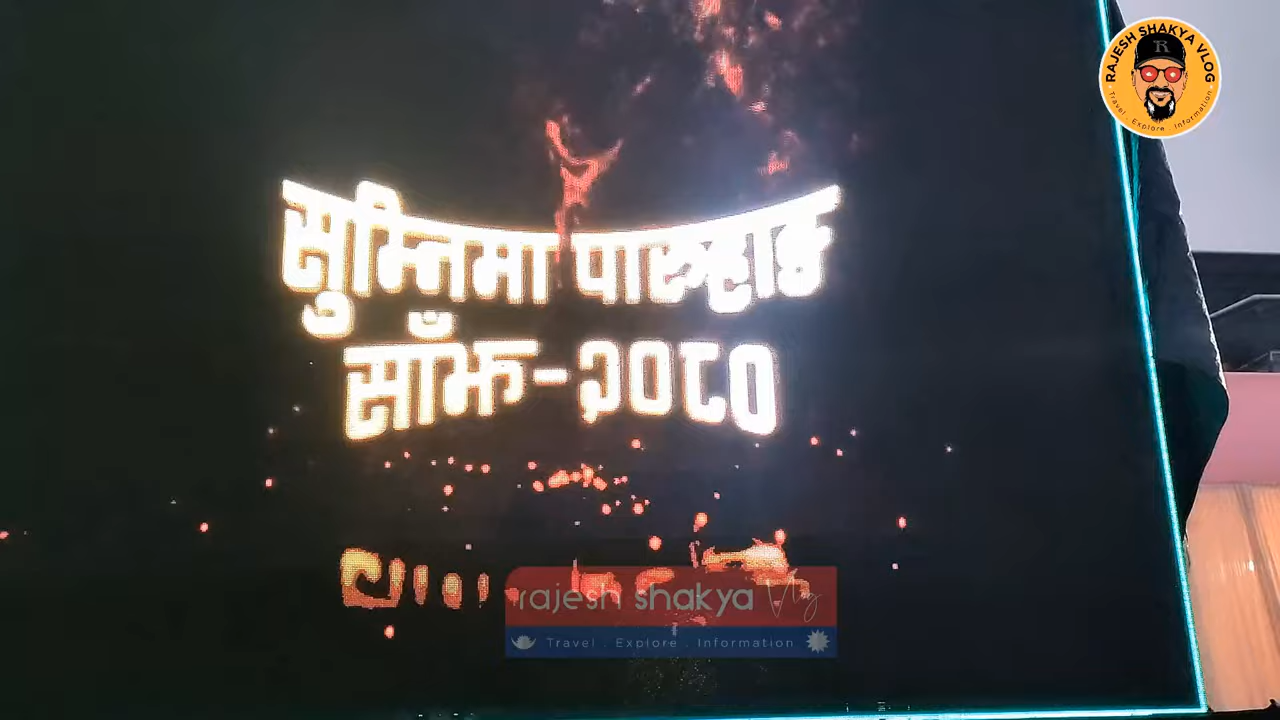 सुम्निमा पारुहाङ
साँझ-२०८०
RAJESH SHAKYA VLOG
Travel . Explore . Information
rajesh shakya Vlog
Travel . Explore . Information